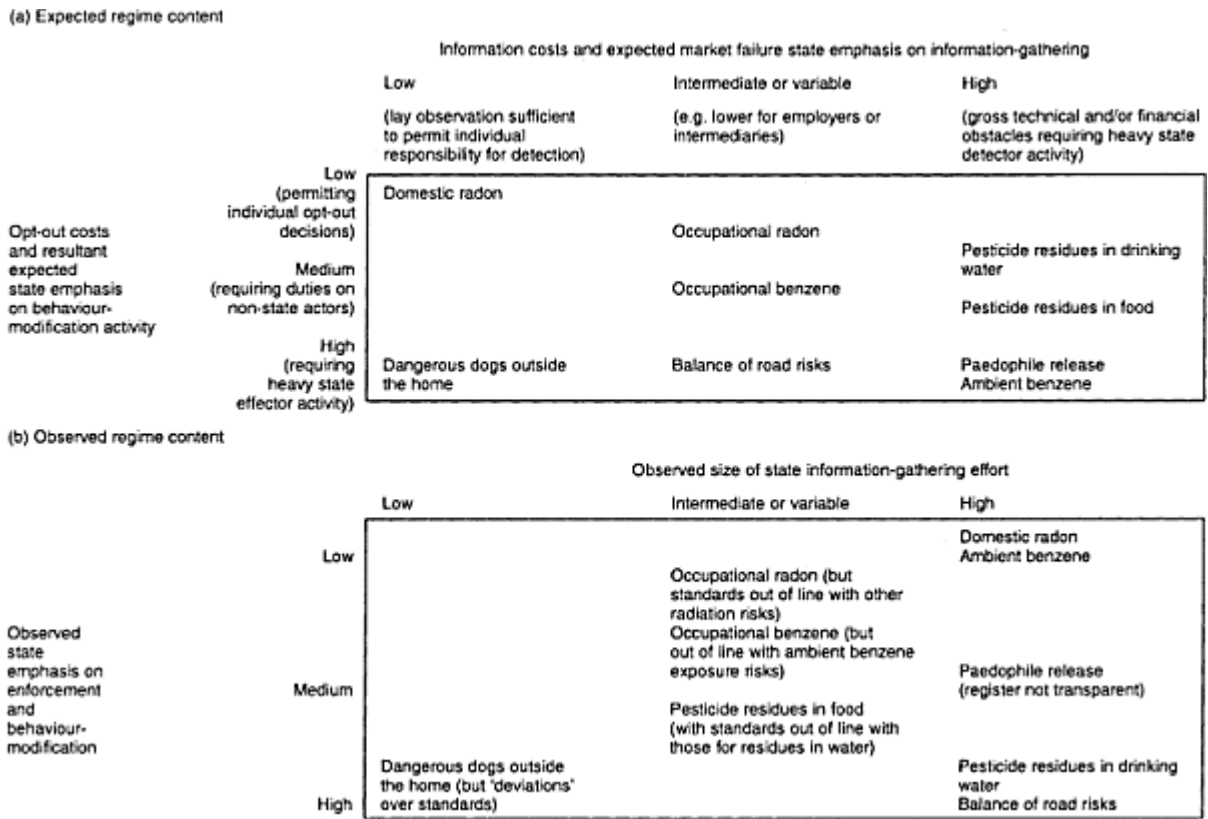 (a) Expected regime content
Information costs and expected market failure state emphasis on information-gathering
Low
Intermediate or variable
High
(lay observation sufficient
to permit individual
responsibility for detection)
(e.g. lower for employers or
intermediaries)
(gross technical and/or financial
obstacles requiring heavy state
detector activity)
Opt-out costs
and resultant
expected
state emphasis
on behaviour-
modification activity
Low
(permitting
individual opt-out
decisions)
Medium
(requiring duties on
non-state actors)
High
(requiring
heavy state
effector activity)
Domestic radon
Occupational radon
Pesticide residues in drinking
water
Occupational benzene
Pesticide residues in food
Dangerous dogs outside
the home
Balance of road risks
Paedophile release
Ambient benzene
(b) Observed regime content
Observed size of state information-gathering effort
Low
Intermediate or variable
High
Observed
state
emphasis on
enforcement
and
behaviour-
modification
Low
Medium
High
Domestic radon
Ambient benzene
Occupational radon (but
standards out of line with other
radiation risks)
Occupational benzene (but
out of line with ambient benzene
exposure risks)
Paedophile release
(register not transparent)
Pesticide residues in food
(with standards out of line with
those for residues in water)
Dangerous dogs outside
the home (but 'deviations'
over standards)
Pesticide residues in drinking
water
Balance of road risks